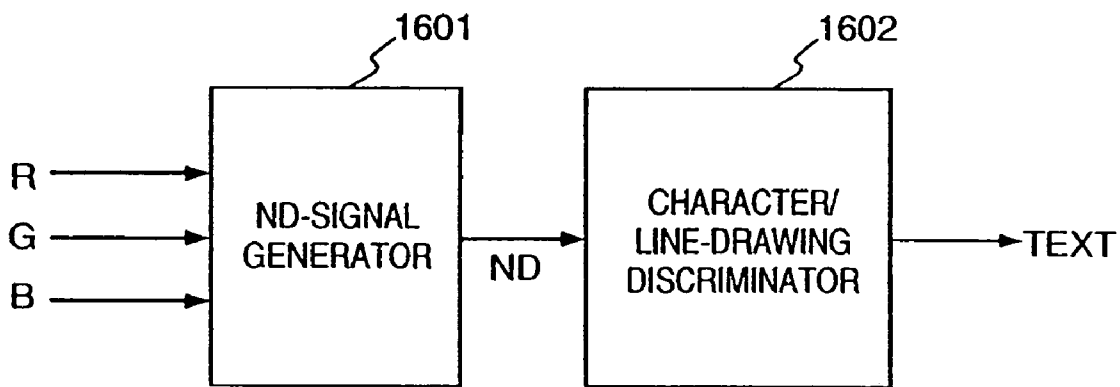 1601
1602
R
G
B
ND-SIGNAL
GENERATOR
ND
CHARACTER/
LINE-DRAWING
DISCRIMINATOR
TEXT